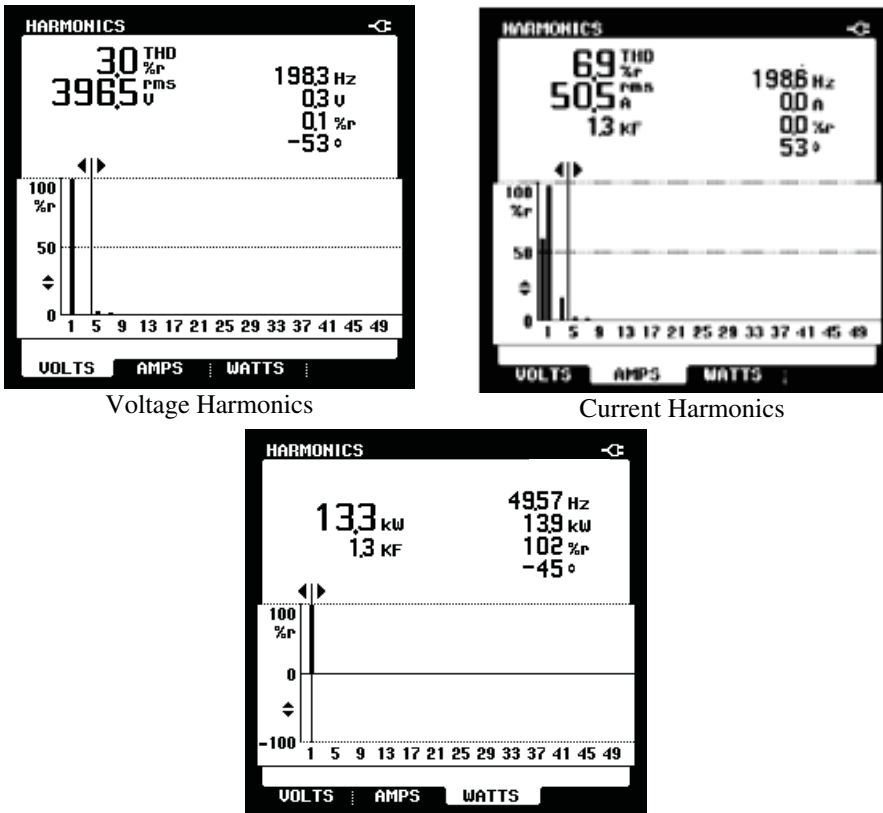 HARMONICS
3.0 THD %r
396.5 rms V
198.3 Hz
0.3 V
0.1 %r
-53 °
100
%r
50
0
1 5 9 13 17 21 25 29 33 37 41 45 49
VOLTS AMPS WATTS
Voltage Harmonics
HARMONICS
6.9 THD %r
50.5 rms A
1.3 KF
198.6 Hz
0.0 A
0.0 %r
53 °
100
%r
50
0
1 5 9 13 17 21 25 29 33 37 41 45 49
VOLTS AMPS WATTS
Current Harmonics
HARMONICS
13.3 kW
1.3 KF
49.57 Hz
13.9 kW
102 %r
-45 °
100
%r
0
-100
1 5 9 13 17 21 25 29 33 37 41 45 49
VOLTS AMPS WATTS